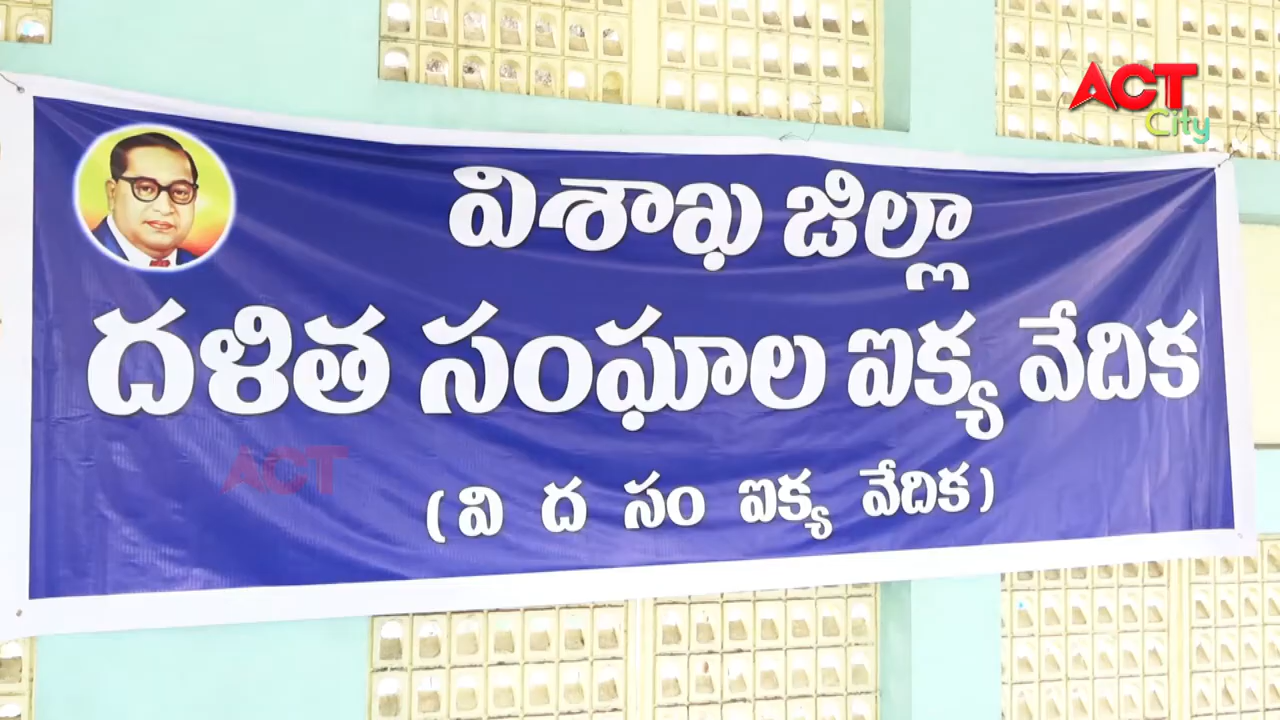 ACT
City
విశాఖ జిల్లా
దళిత సంఘాల ఐక్య వేదిక
ACT
(వి ద సం ఐక్య వేదిక)